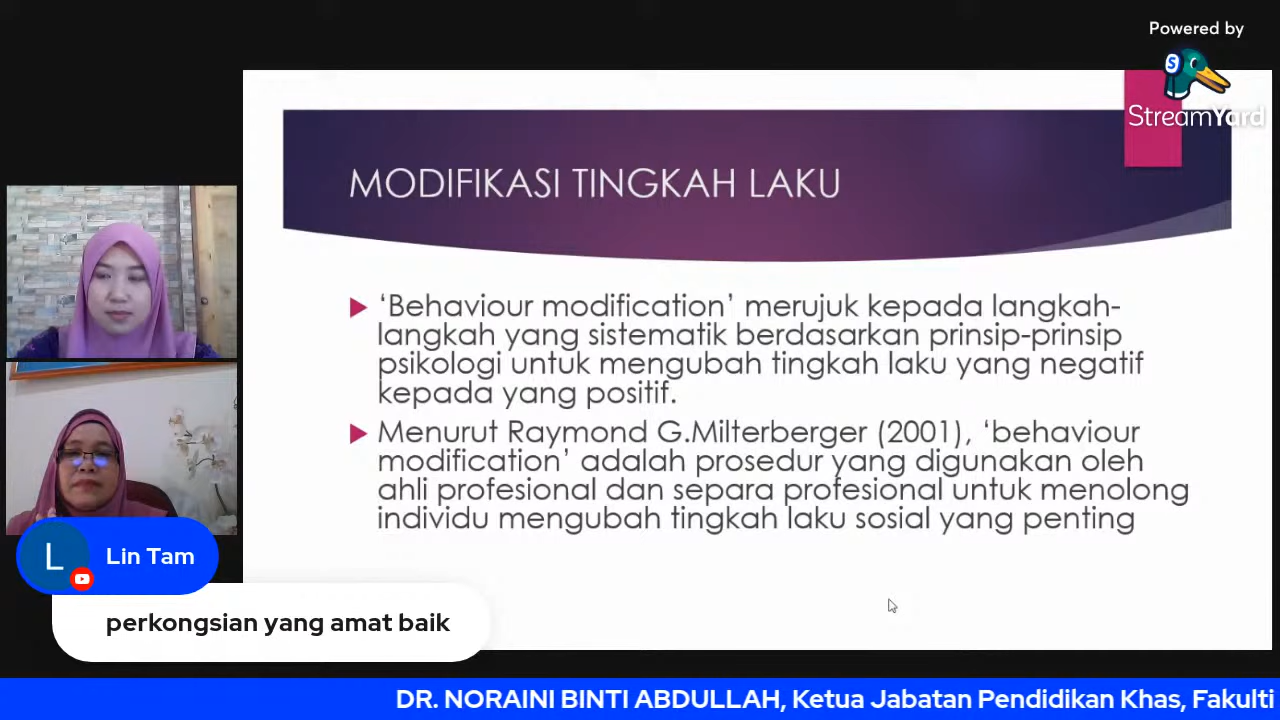 Powered by
StreamYard
MODIFIKASI TINGKAH LAKU
‘Behaviour modification’ merujuk kepada langkah-
langkah yang sistematik berdasarkan prinsip-prinsip
psikologi untuk mengubah tingkah laku yang negatif
kepada yang positif.
Menurut Raymond G.Milterberger (2001), ‘behaviour
modification’ adalah prosedur yang digunakan oleh
ahli profesional dan separa profesional untuk menolong
individu mengubah tingkah laku sosial yang penting
L
Lin Tam
perkongsian yang amat baik
DR. NORAINI BINTI ABDULLAH, Ketua Jabatan Pendidikan Khas, Fakulti